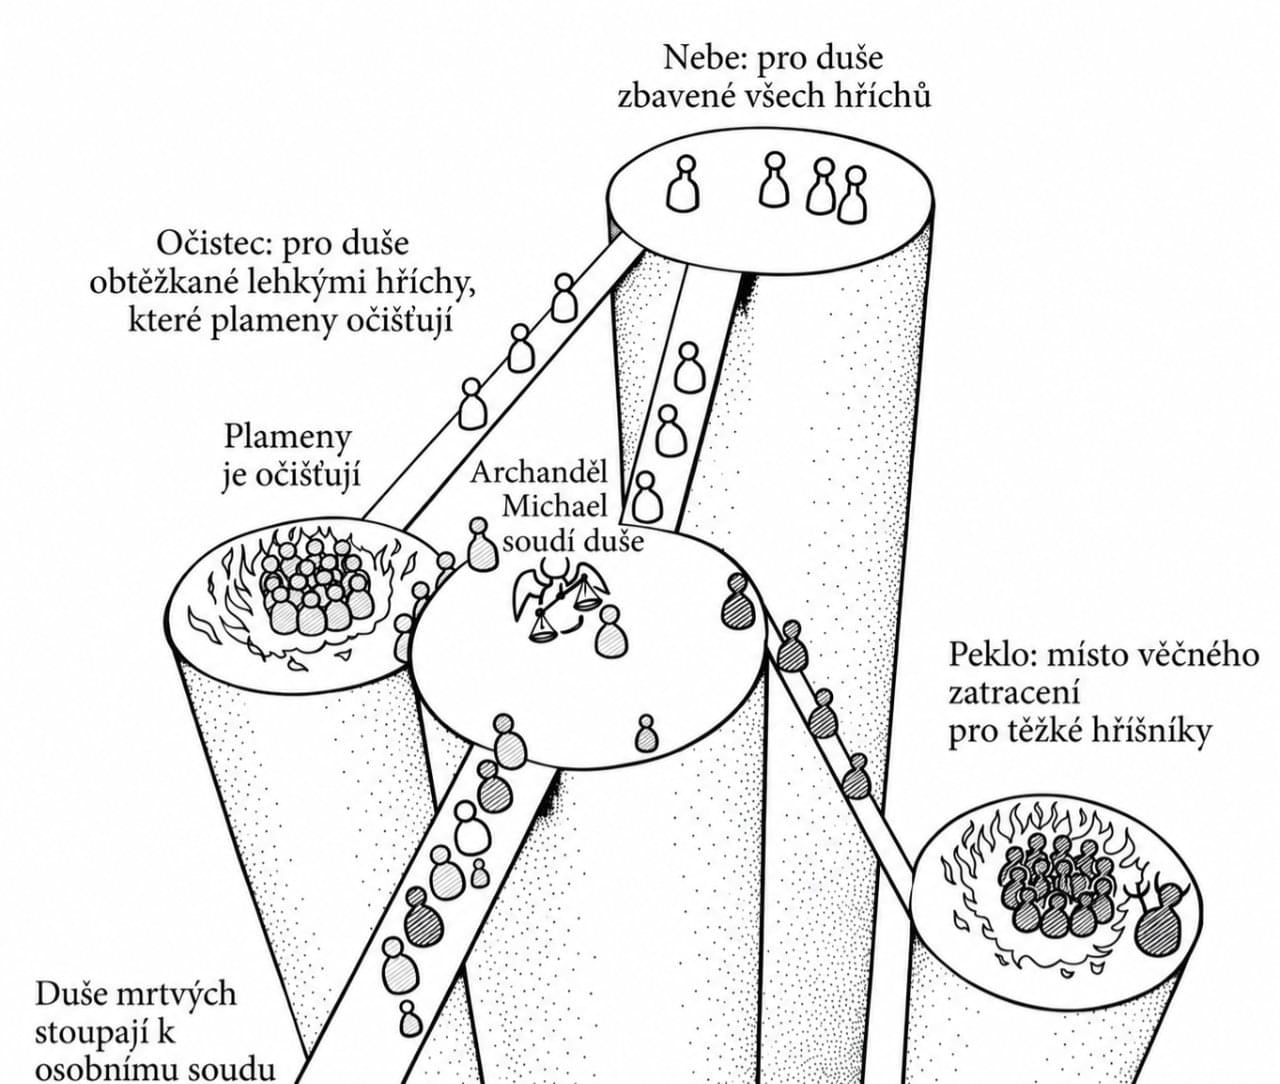 Nebe: pro duše
zbavené všech hříchů
Očistec: pro duše
obtěžkané lehkými hříchy,
které plameny očišťují
Plameny
je očišťují
Archanděl
Michael
soudí duše
Peklo: místo věčného
zatracení
pro těžké hříšníky
Duše mrtvých
stoupají k
osobnímu soudu